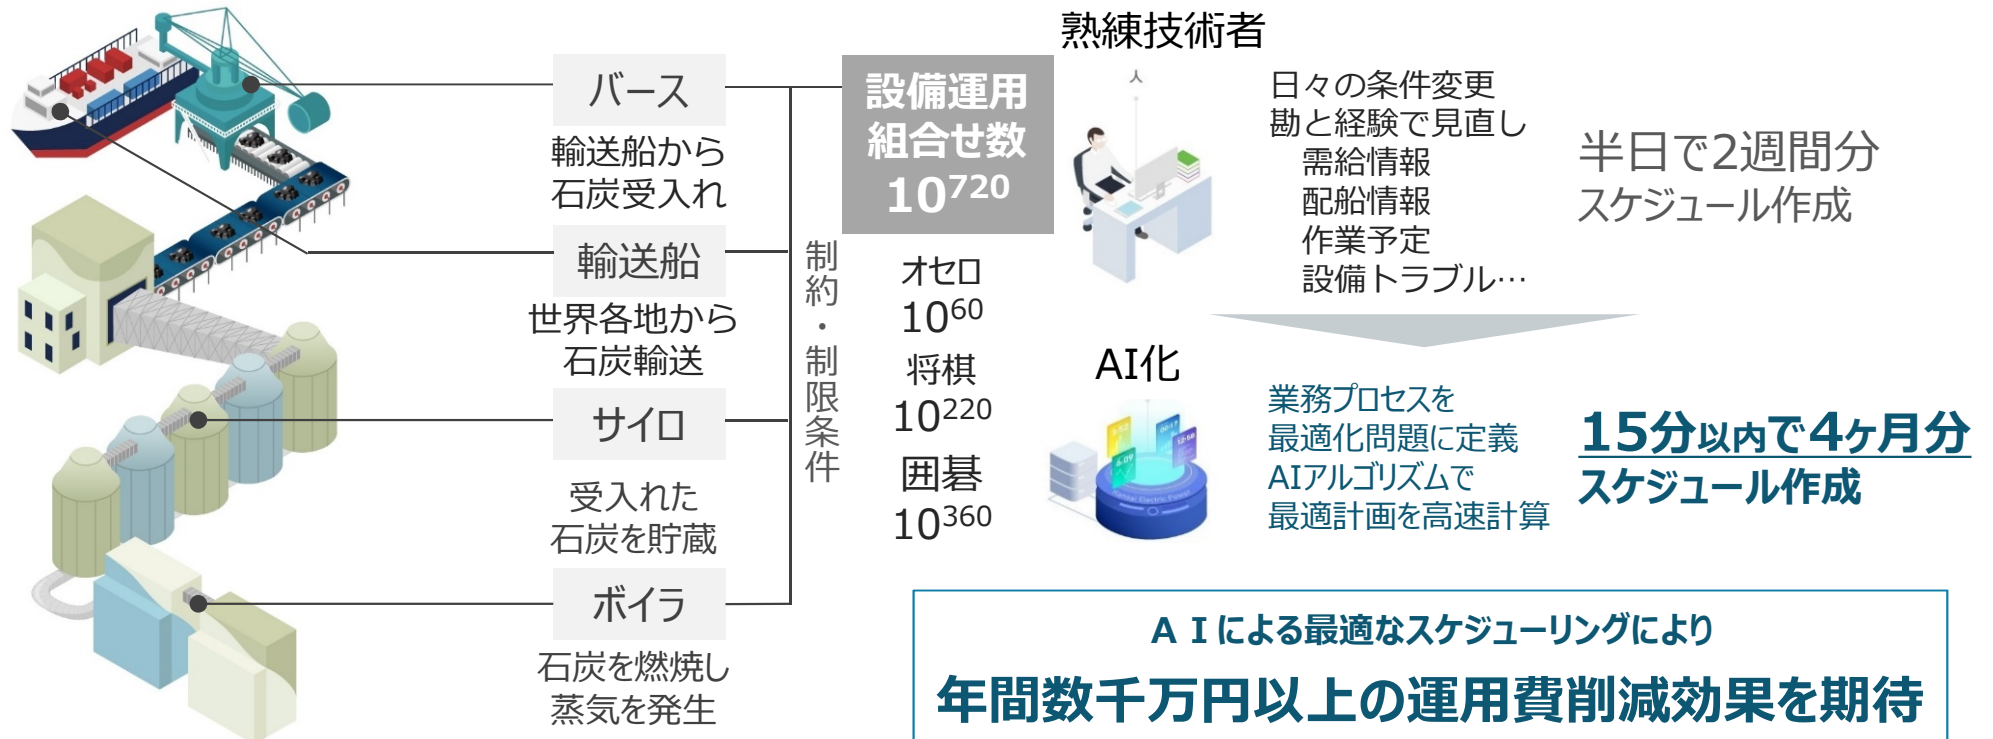 バース
輸送船から
石炭受入れ
輸送船
世界各地から
石炭輸送
サイロ
受入れた
石炭を貯蔵
ボイラ
石炭を燃焼し
蒸気を発生
制約・制限条件
設備運用
組合せ数
10⁷²⁰
オセロ
10⁶⁰
将棋
10²²⁰
囲碁
10³⁶⁰
熟練技術者
人
日々の条件変更
勘と経験で見直し
需給情報
配船情報
作業予定
設備トラブル…
半日で2週間分
スケジュール作成
AI化
Kansai Electric Power
業務プロセスを
最適化問題に定義
AIアルゴリズムで
最適計画を高速計算
15分以内で4ヶ月分
スケジュール作成
ＡＩによる最適なスケジューリングにより
年間数千万円以上の運用費削減効果を期待